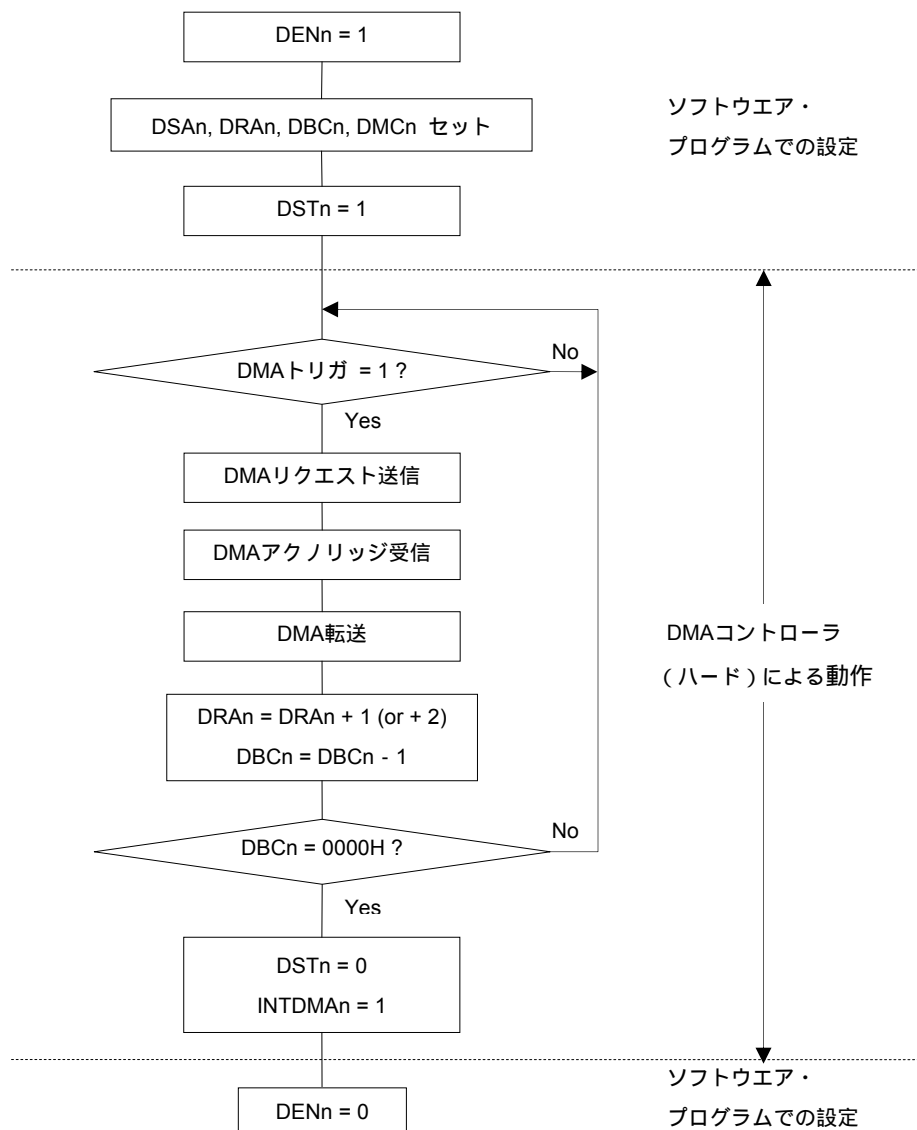 DENn = 1
DSAn, DRAn, DBCn, DMCn セット
ソフトウエア・
プログラムでの設定
DSTn = 1
DMAトリガ = 1 ?
No
Yes
DMAリクエスト送信
DMAアクノリッジ受信
DMA転送
DMAコントローラ
(ハード)による動作
DRAn = DRAn + 1 (or + 2)
DBCn = DBCn - 1
DBCn = 0000H ?
No
Yes
DSTn = 0
INTDMAn = 1
DENn = 0
ソフトウエア・
プログラムでの設定